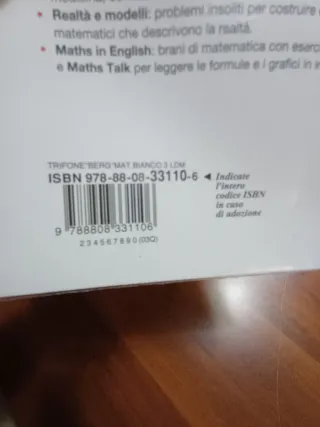 • Realtà e modelli: problemi insoliti per costruire
matematici che descrivono la realtà.
• Maths in English: brani di matematica con eserc
e Maths Talk per leggere le formule e i grafici in in
TRIFONE*BERG*MAT.BIANCO 3 LDM
ISBN 978-88-08-33110-6 ◄ Indicate
l'intero
codice ISBN
in caso
di adozione
9 788808 331106
2 3 4 5 6 7 8 9 0 (03Q)